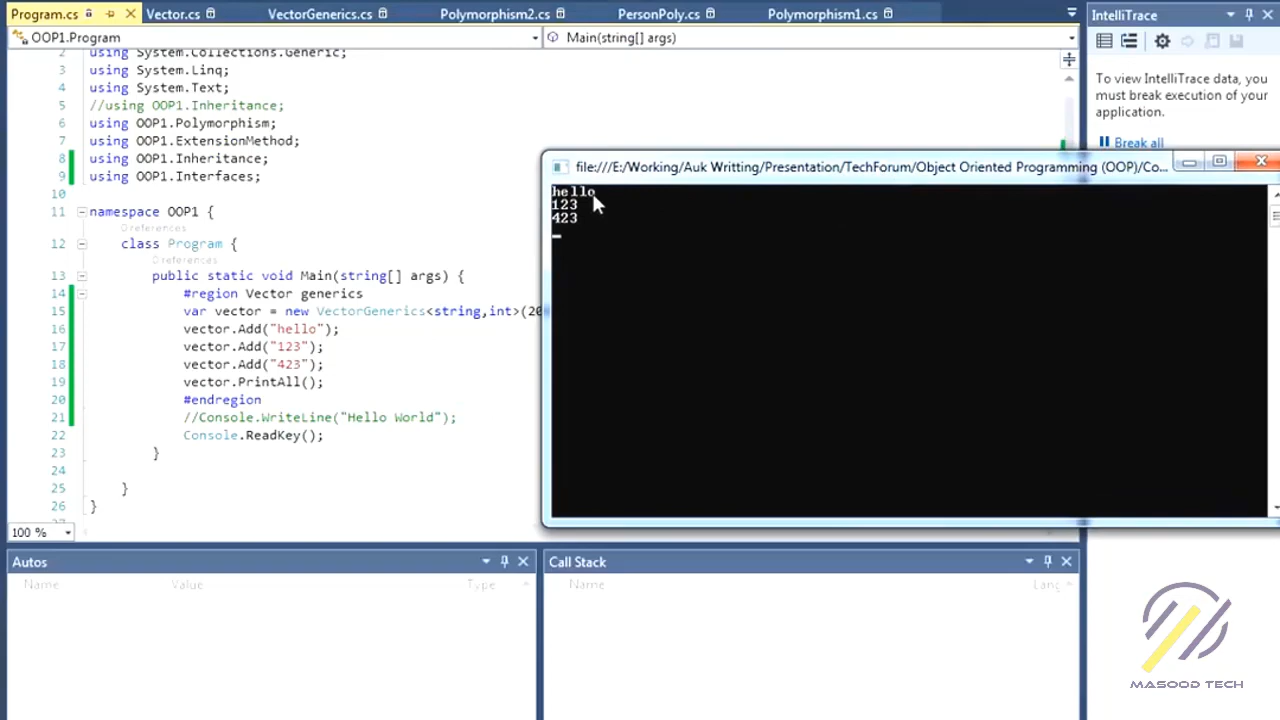 Program.cs
Vector.cs
VectorGenerics.cs
Polymorphism2.cs
PersonPoly.cs
Polymorphism1.cs
IntelliTrace
OOP1.Program
Main(string[] args)
2 using System.Collections.Generic;
3 using System.Linq;
4 using System.Text;
5 //using OOP1.Inheritance;
6 using OOP1.Polymorphism;
7 using OOP1.ExtensionMethod;
8 using OOP1.Inheritance;
9 using OOP1.Interfaces;
10
11 namespace OOP1 {
0 references
12 class Program {
0 references
13 public static void Main(string[] args) {
14 #region Vector generics
15 var vector = new VectorGenerics<string,int>(20
16 vector.Add("hello");
17 vector.Add("123");
18 vector.Add("423");
19 vector.PrintAll();
20 #endregion
21 //Console.WriteLine("Hello World");
22 Console.ReadKey();
23 }
24
25 }
26 }
100 %
To view IntelliTrace data, you
must break execution of your
application.
Break all
file:///E:/Working/Auk Writting/Presentation/TechForum/Object Oriented Programming (OOP)/Co...
hello
123
423
Autos
Name Value Type
Call Stack
Name Lang
MASOOD TECH